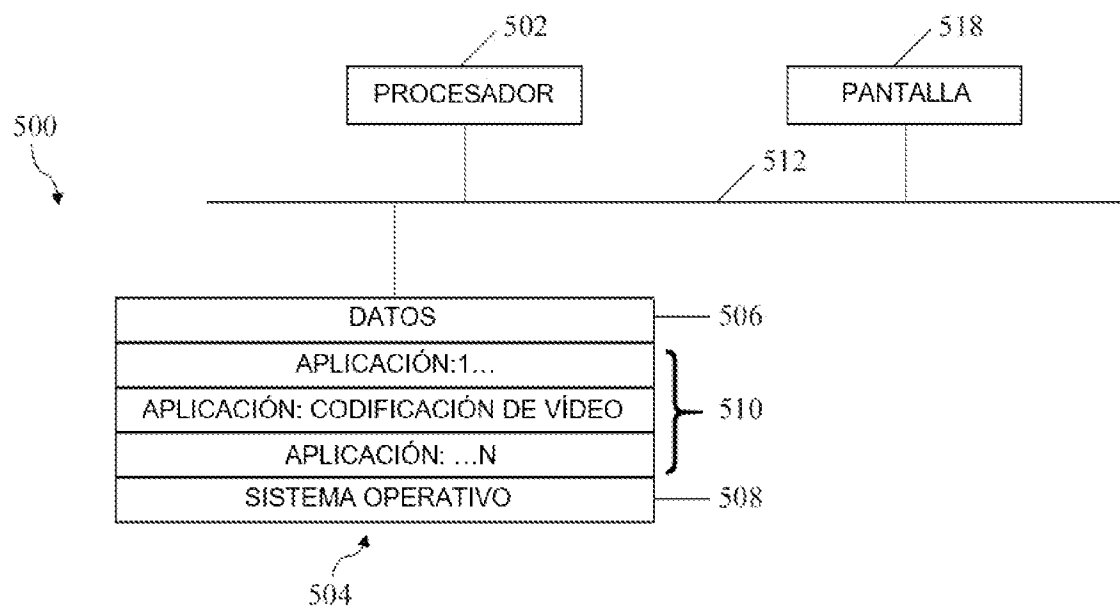 502
518
PROCESADOR
PANTALLA
500
512
DATOS
506
APLICACIÓN:1...
APLICACIÓN: CODIFICACIÓN DE VÍDEO
510
APLICACIÓN: ...N
SISTEMA OPERATIVO
508
504